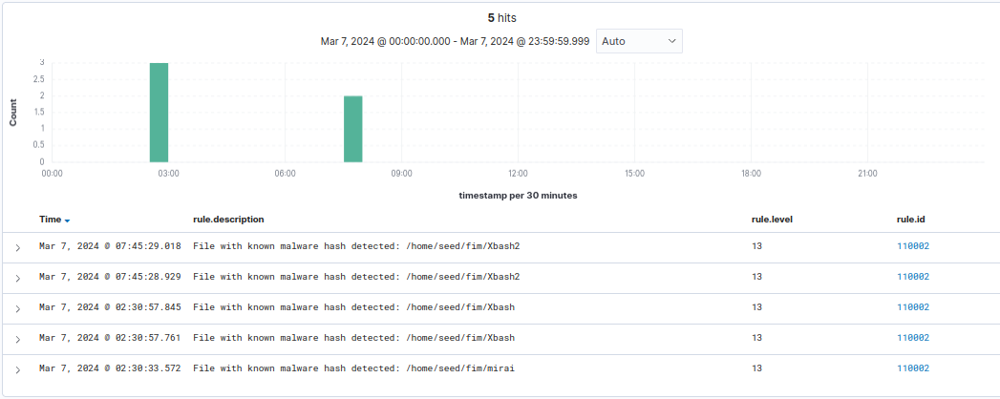 5 hits
Mar 7, 2024 @ 00:00:00.000 - Mar 7, 2024 @ 23:59:59.999 Auto
3
2.5
2
1.5
1
0.5
0
Count
00:00 03:00 06:00 09:00 12:00 15:00 18:00 21:00
timestamp per 30 minutes
Time rule.description rule.level rule.id
Mar 7, 2024 @ 07:45:29.018 File with known malware hash detected: /home/seed/fim/Xbash2 13 110002
Mar 7, 2024 @ 07:45:28.929 File with known malware hash detected: /home/seed/fim/Xbash2 13 110002
Mar 7, 2024 @ 02:30:57.845 File with known malware hash detected: /home/seed/fim/Xbash 13 110002
Mar 7, 2024 @ 02:30:57.761 File with known malware hash detected: /home/seed/fim/Xbash 13 110002
Mar 7, 2024 @ 02:30:33.572 File with known malware hash detected: /home/seed/fim/mirai 13 110002